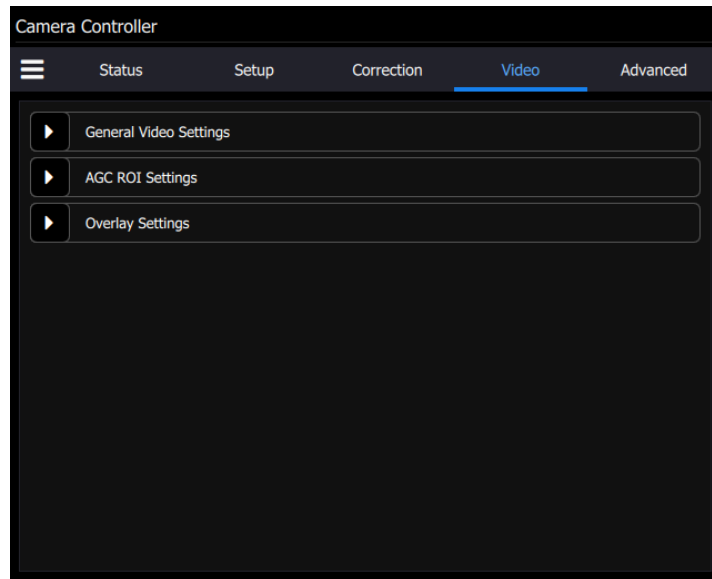 Camera Controller
Status Setup Correction Video Advanced
General Video Settings
AGC ROI Settings
Overlay Settings